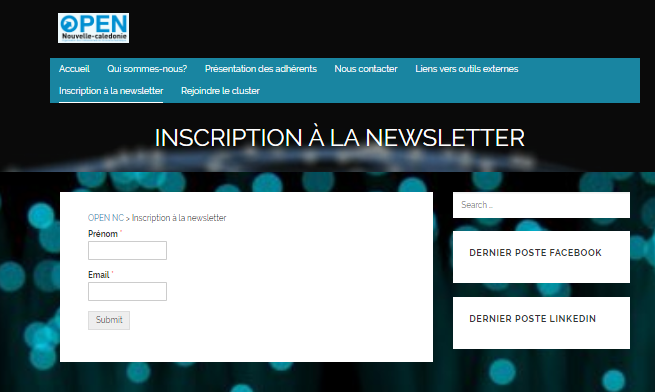 OPEN
Nouvelle-caledonie
Accueil Qui sommes-nous? Présentation des adhérents Nous contacter Liens vers outils externes
Inscription à la newsletter Rejoindre le cluster
INSCRIPTION À LA NEWSLETTER
OPEN NC > Inscription à la newsletter
Prénom *
Email *
Submit
Search ...
DERNIER POSTE FACEBOOK
DERNIER POSTE LINKEDIN